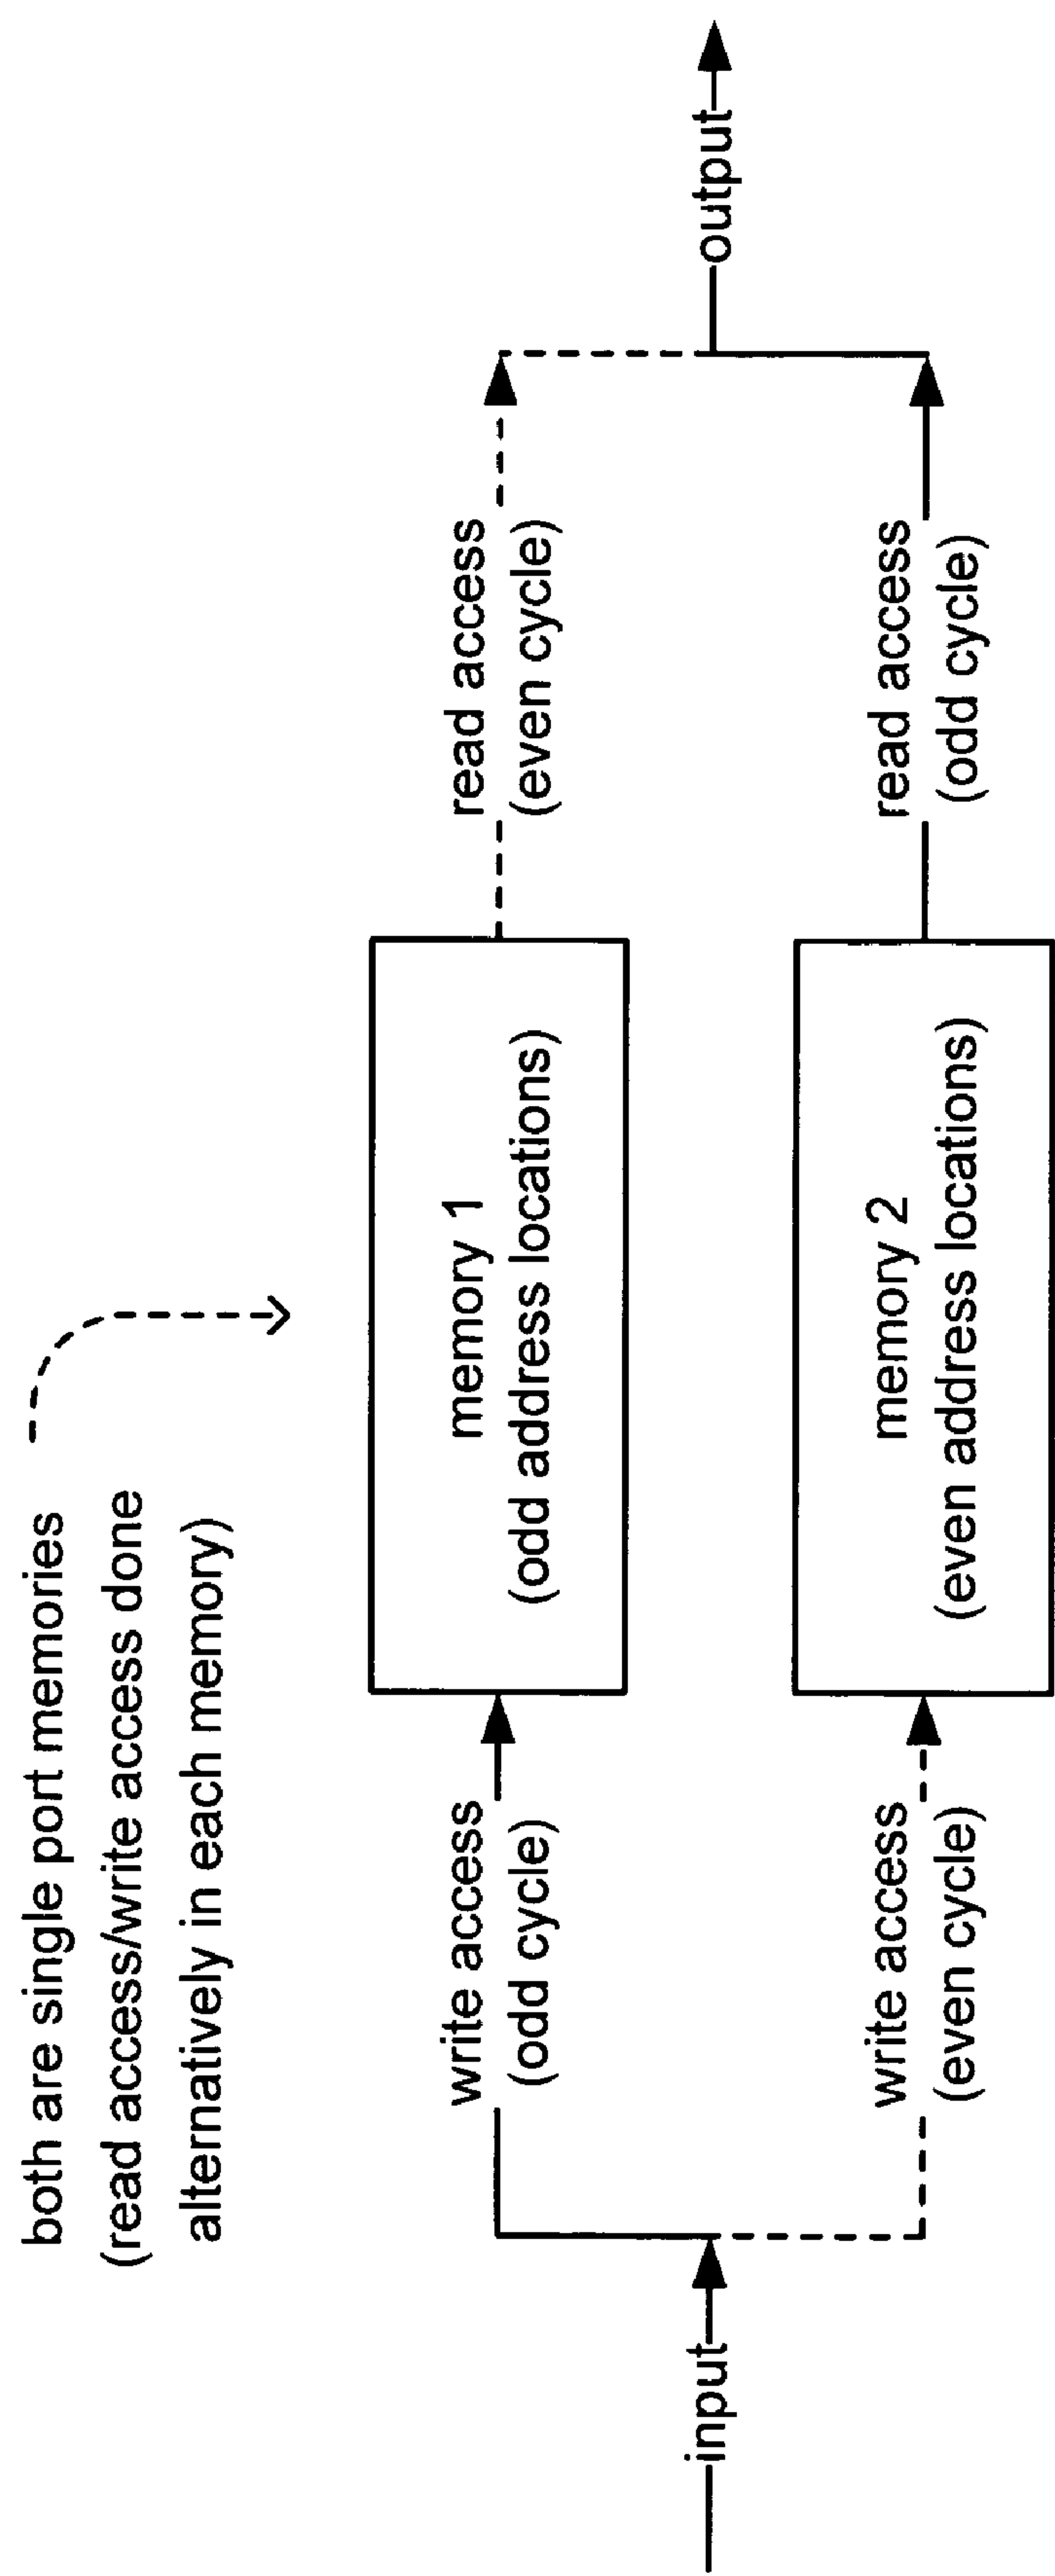 both are single port memories
(read access/write access done
alternatively in each memory)
input
write access
(odd cycle)
memory 1
(odd address locations)
read access
(even cycle)
write access
(even cycle)
memory 2
(even address locations)
read access
(odd cycle)
output